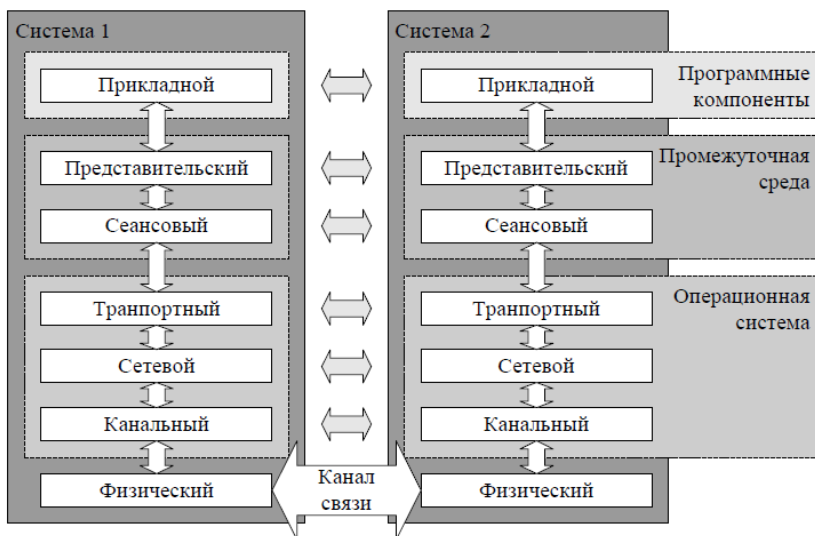 Система 1
Прикладной
Представительский
Сеансовый
Транпортный
Сетевой
Канальный
Физический
Канал
связи
Система 2
Прикладной
Представительский
Сеансовый
Транпортный
Сетевой
Канальный
Физический
Программные
компоненты
Промежуточная
среда
Операционная
система